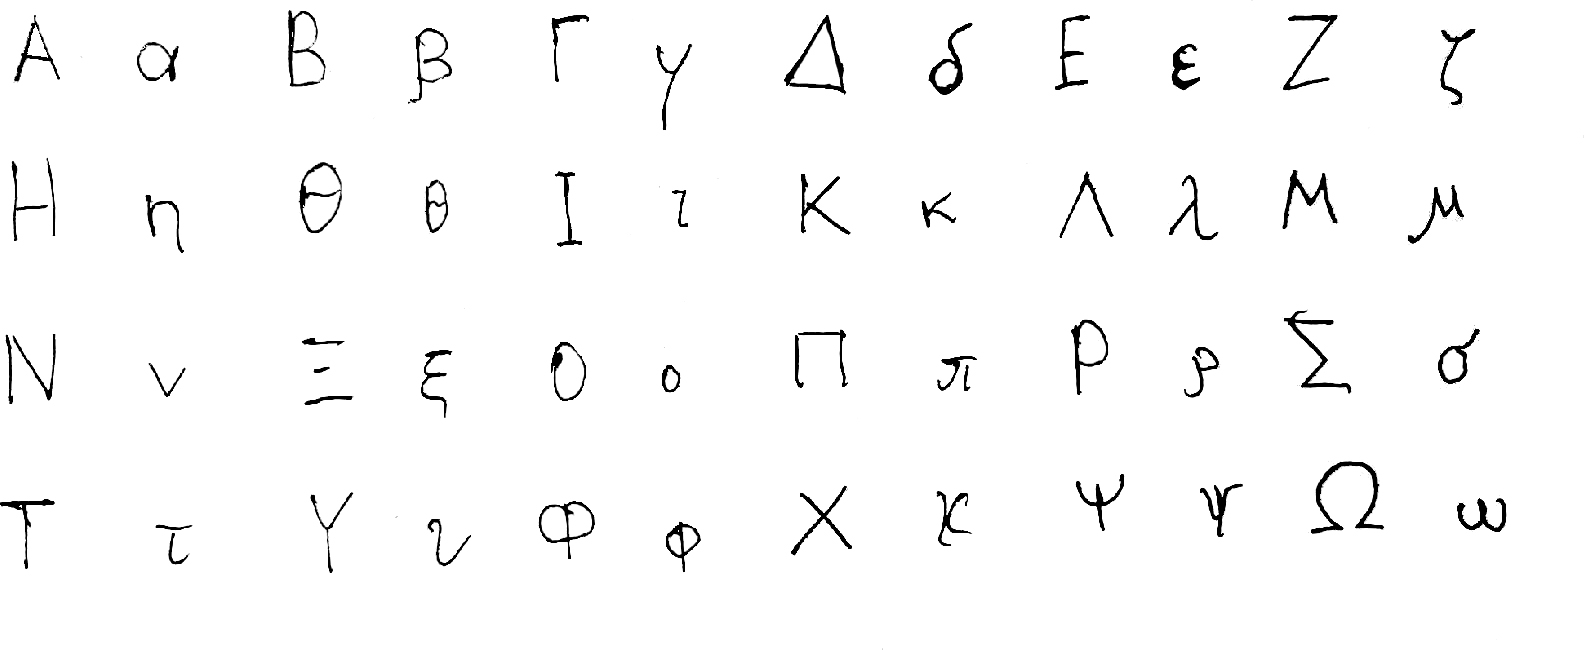 Α α Β β Γ γ Δ δ Ε ε Ζ ζ
Η η Θ θ Ι ι Κ κ Λ λ Μ μ
Ν ν Ξ ξ Ο ο Π π Ρ ρ Σ σ
Τ τ Υ υ Φ φ Χ χ Ψ ψ Ω ω